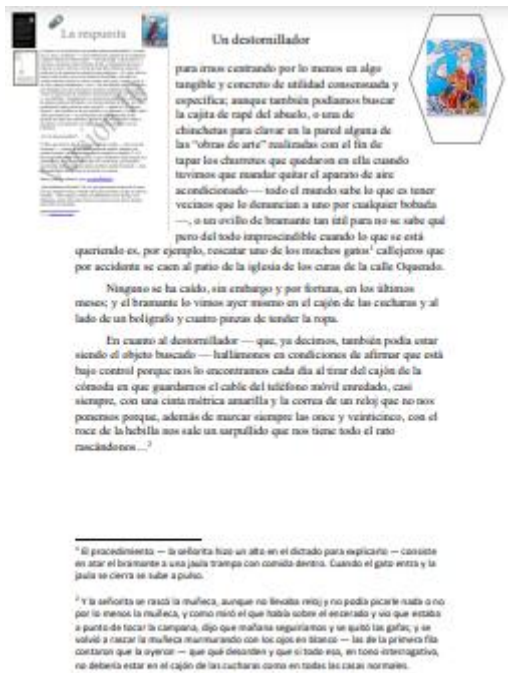 La respuesta
Versión 10
Un destornillador
para irnos centrando por lo menos en algo
tangible y concreto de utilidad consensuada y
específica; aunque también podíamos buscar
la cajita de rapé del abuelo, o una de
chinchetas para clavar en la pared alguna de
las “obras de arte” realizadas con el fin de
tapar los churretes que quedaron en ella cuando
tuvimos que mandar quitar el aparato de aire
acondicionado — todo el mundo sabe lo que es tener
vecinos que lo denuncian a uno por cualquier bobada
—, o un ovillo de bramante tan útil para no se sabe qué
pero del todo imprescindible cuando lo que se está
queriendo es, por ejemplo, rescatar uno de los muchos gatos¹ callejeros que
por accidente se caen al patio de la iglesia de los curas de la calle Oquendo.
Ninguno se ha caído, sin embargo y por fortuna, en los últimos
meses; y el bramante lo vimos ayer mismo en el cajón de las cucharas y al
lado de un bolígrafo y cuatro pinzas de tender la ropa.
En cuanto al destornillador — que, ya decimos, también podía estar
siendo el objeto buscado — hallámonos en condiciones de afirmar que está
bajo control porque nos lo encontramos cada día al tirar del cajón de la
cómoda en que guardamos el cable del teléfono móvil enredado, casi
siempre, con una cinta métrica amarilla y la correa de un reloj que no nos
ponemos porque, además de marcar siempre las once y veinticinco, con el
roce de la hebilla nos sale un sarpullido que nos tiene todo el rato
rascándonos…²
¹ El procedimiento — la señorita hizo un alto en el dictado para explicarlo — consiste
en atar el bramante a una jaula trampa con comida dentro. Cuando el gato entra y la
jaula se cierra se sube a pulso.
² Y la señorita se rascó la muñeca, aunque no llevaba reloj y no podía picarle nada o no
por lo menos la muñeca, y como miró el que había sobre el encerado y vio que estaba
a punto de tocar la campana, dijo que mañana seguiríamos y se quitó las gafas; y se
volvió a rascar la muñeca murmurando con los ojos en blanco — las de la primera fila
contaron que la oyeron — que qué desorden y que si todo eso, en tono interrogativo,
no debería estar en el cajón de las cucharas como en todas las casas normales.